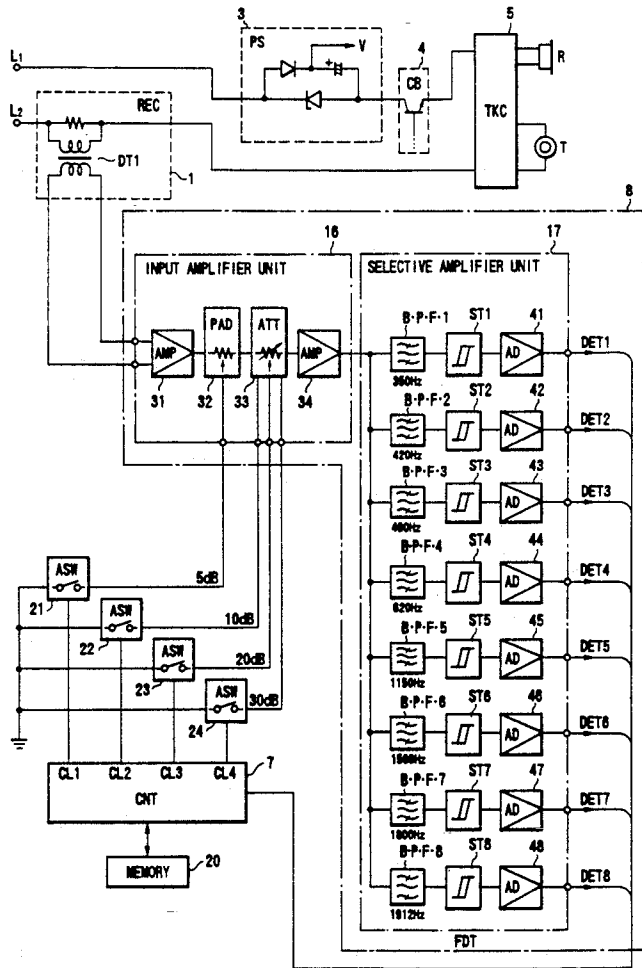 3
5
L1
PS
V
4
CB
R
L2
REC
TKC
DT1
T
1
8
16
17
INPUT AMPLIFIER UNIT
SELECTIVE AMPLIFIER UNIT
B·P·F·1
ST1
41
DET1
PAD
ATT
AMP
AMP
AD
31
32
33
34
350Hz
B·P·F·2
ST2
42
DET2
AD
420Hz
B·P·F·3
ST3
43
DET3
AD
B·P·F·4
ST4
44
DET4
ASW
5dB
AD
21
ASW
10dB
620Hz
22
B·P·F·5
ST5
45
DET5
ASW
20dB
AD
23
1150Hz
ASW
30dB
B·P·F·6
ST6
46
DET6
24
AD
CL1
CL2
CL3
CL4
7
CNT
B·P·F·7
ST7
47
DET7
AD
1800Hz
MEMORY
20
B·P·F·8
ST8
48
DET8
AD
1912Hz
FDT